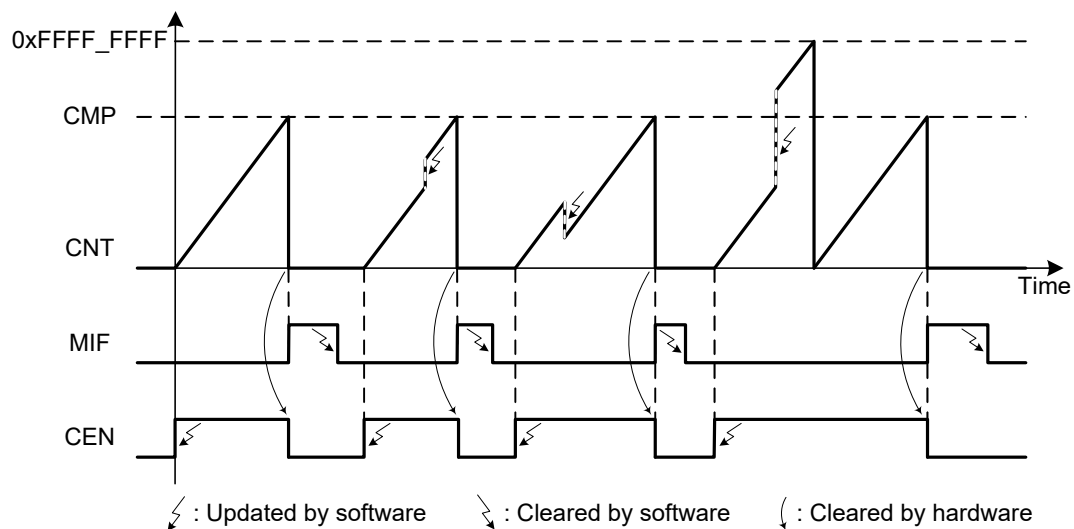 0xFFFF_FFFF
CMP
CNT
Time
MIF
CEN
: Updated by software : Cleared by software : Cleared by hardware